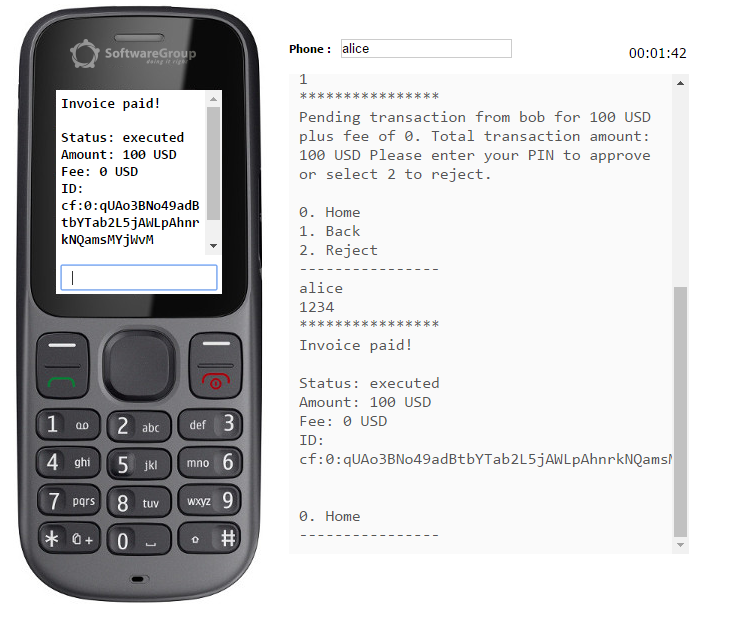 SoftwareGroup
doing it right
Invoice paid!
Status: executed
Amount: 100 USD
Fee: 0 USD
ID:
cf:0:qUAo3BNo49adB
tbYTab2L5jAWLpAhnr
kNQamsMYjWvM
1 
2 abc
def 3
4 ghi
5 jkl
mno 6
7 pqrs
8 tuv
wxyz 9
* +
0
#
Phone : alice
00:01:42
1
****************
Pending transaction from bob for 100 USD
plus fee of 0. Total transaction amount:
100 USD Please enter your PIN to approve
or select 2 to reject.
0. Home
1. Back
2. Reject
----------------
alice
1234
****************
Invoice paid!
Status: executed
Amount: 100 USD
Fee: 0 USD
ID:
cf:0:qUAo3BNo49adBtbYTab2L5jAWLpAhnrkNQams
0. Home
----------------